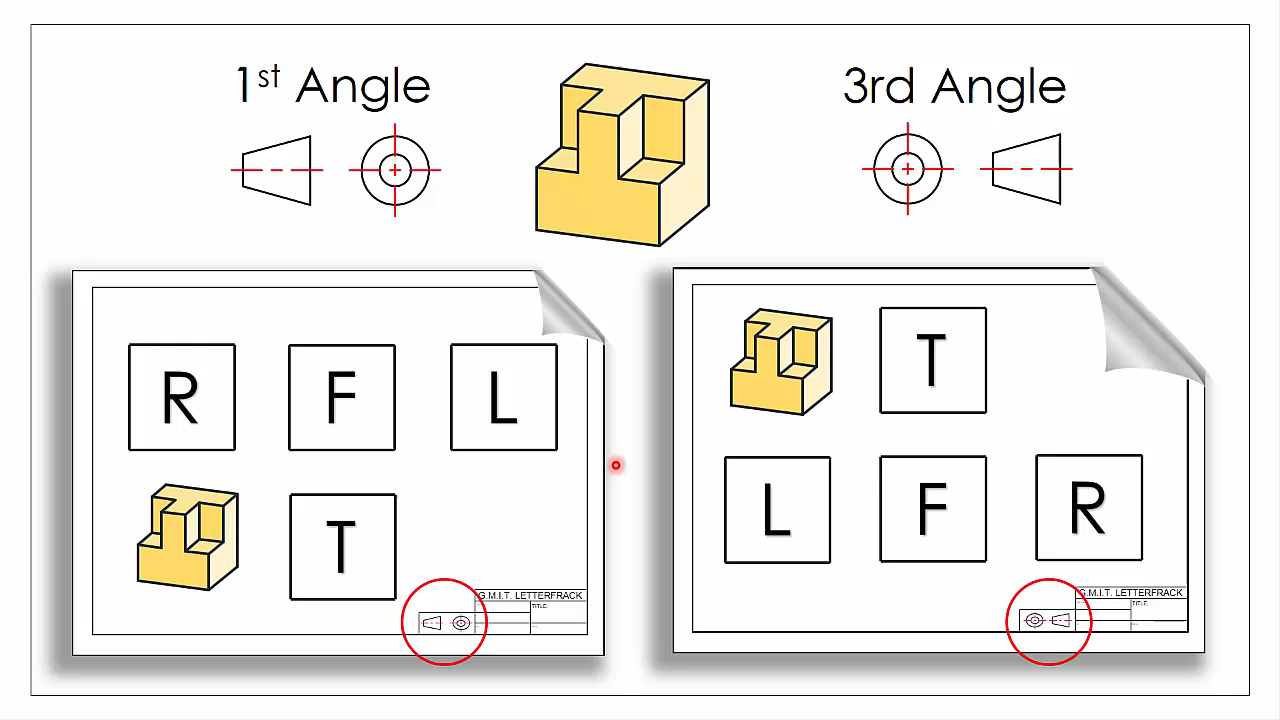 1st Angle
3rd Angle
R F L
T
G.M.I.T. LETTERFRACK
TITLE:
T
L F R
G.M.I.T. LETTERFRACK
TITLE: